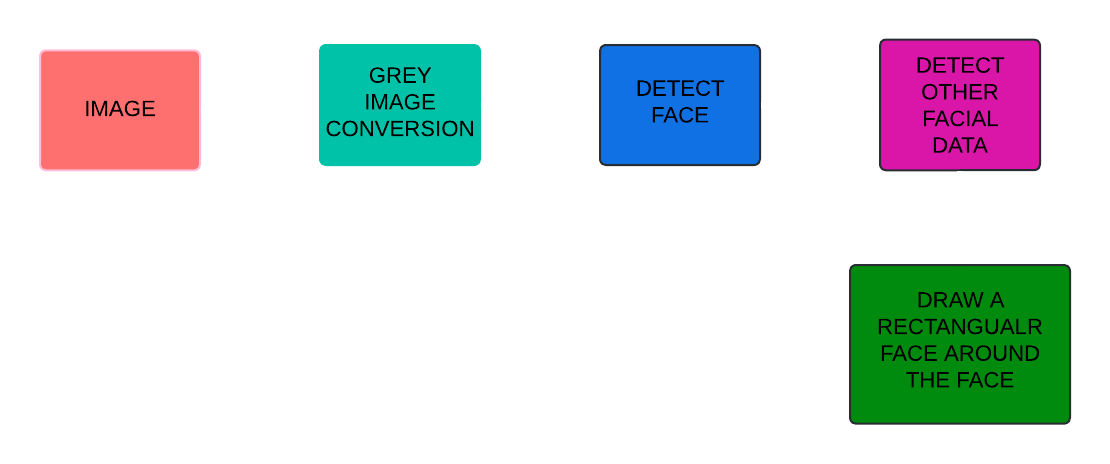 IMAGE
GREY
IMAGE
CONVERSION
DETECT
FACE
DETECT
OTHER
FACIAL
DATA
DRAW A
RECTANGUALR
FACE AROUND
THE FACE